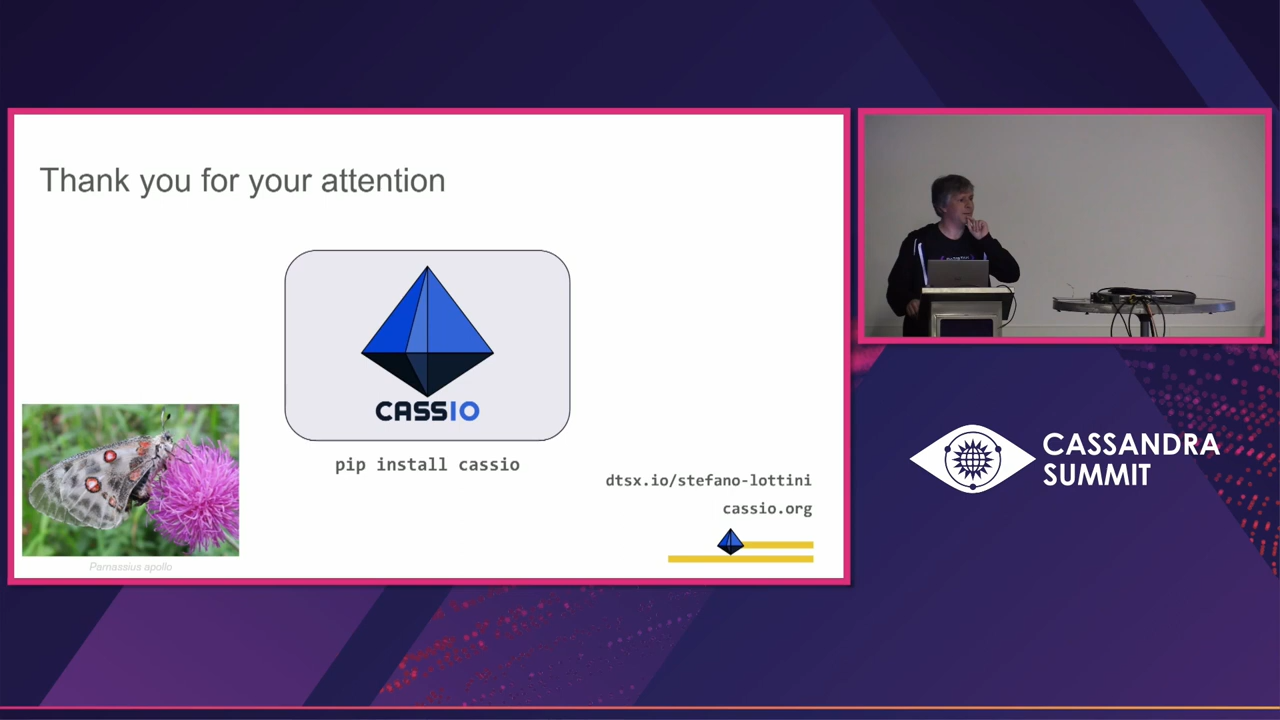 Thank you for your attention
CASSIO
pip install cassio
dtsx.io/stefano-lottini
cassio.org
Parnassius apollo
CASSANDRA
SUMMIT